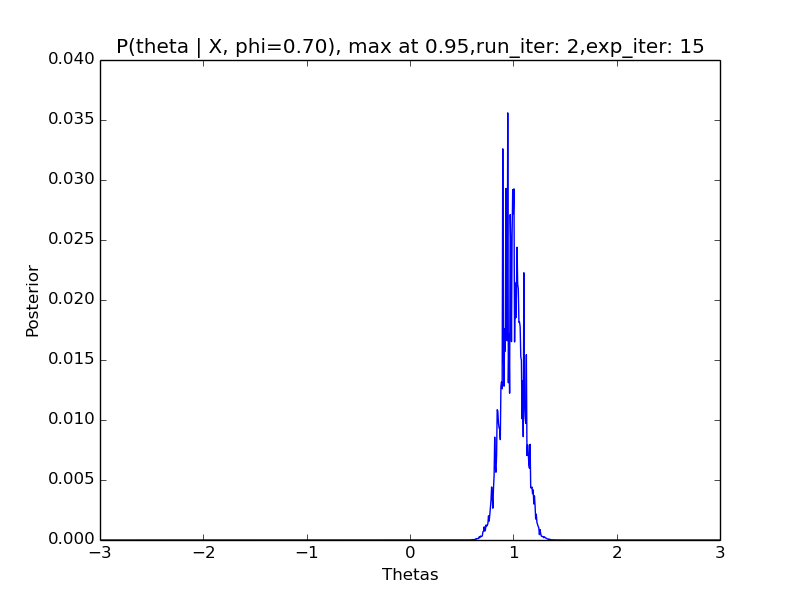 P(theta | X, phi=0.70), max at 0.95,run_iter: 2,exp_iter: 15
0.040
0.035
0.030
0.025
0.020
0.015
0.010
0.005
0.000
Posterior
−3 −2 −1 0 1 2 3
Thetas